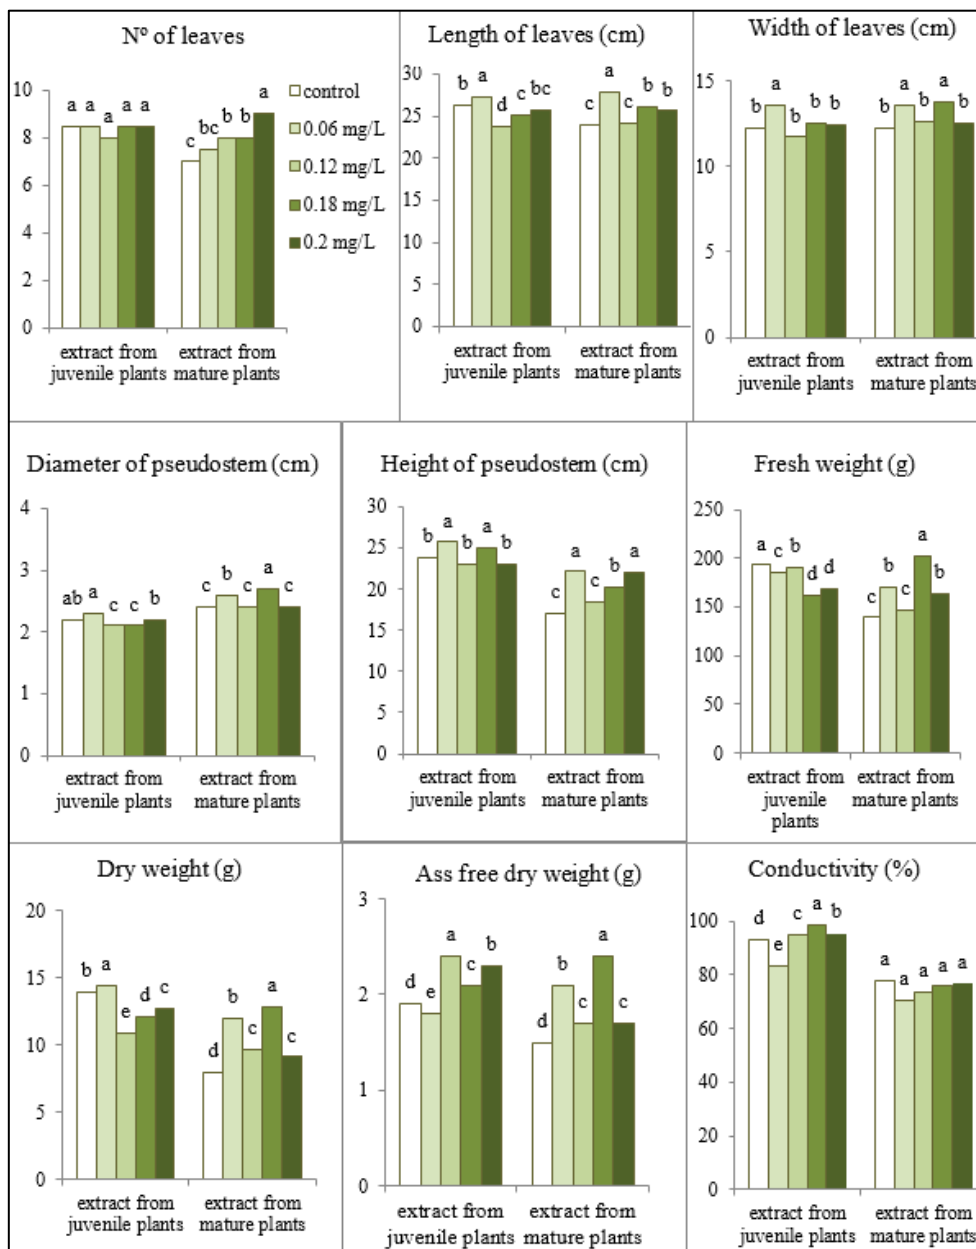 Nº of leaves
10
8
6
4
2
0
a a a a a
c bc b b a
control
0.06 mg/L
0.12 mg/L
0.18 mg/L
0.2 mg/L
extract from
juvenile plants
extract from
mature plants
Length of leaves (cm)
30
25
20
15
10
5
0
b a d c bc
c a c b b
extract from
juvenile plants
extract from
mature plants
Width of leaves (cm)
15
10
5
0
b a b b b
b a b a b
extract from
juvenile plants
extract from
mature plants
Diameter of pseudostem (cm)
4
3
2
1
0
ab a c c b
c b c a c
extract from
juvenile plants
extract from
mature plants
Height of pseudostem (cm)
30
25
20
15
10
5
0
b a b a b
c a c b a
extract from
juvenile plants
extract from
mature plants
Fresh weight (g)
250
200
150
100
50
0
a c b d d
c b c a b
extract from
juvenile
plants
extract from
mature plants
Dry weight (g)
20
15
10
5
0
b a e d c
d b c a c
extract from
juvenile plants
extract from
mature plants
Ass free dry weight (g)
3
2
1
0
d e a c b
d b c a c
extract from
juvenile plants
extract from
mature plants
Conductivity (%)
100
80
60
40
20
0
d e c a b
a a a a a
extract from
juvenile plants
extract from
mature plants